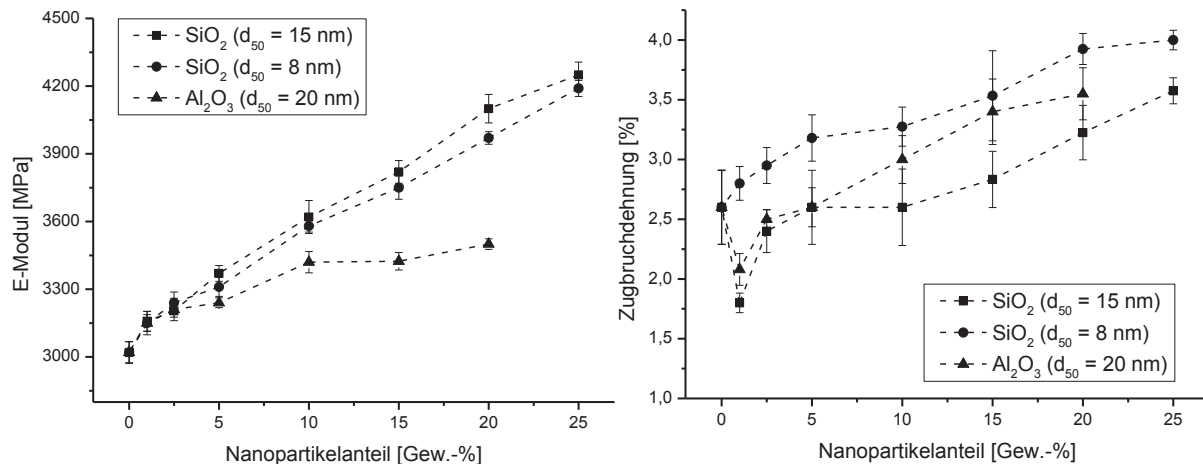 4500
4200
3900
3600
3300
3000
E-Modul [MPa]
SiO₂ (d₅₀ = 15 nm)
SiO₂ (d₅₀ = 8 nm)
Al₂O₃ (d₅₀ = 20 nm)
0 5 10 15 20 25
Nanopartikelanteil [Gew.-%]
4,0
3,5
3,0
2,5
2,0
1,5
1,0
Zugbruchdehnung [%]
SiO₂ (d₅₀ = 15 nm)
SiO₂ (d₅₀ = 8 nm)
Al₂O₃ (d₅₀ = 20 nm)
0 5 10 15 20 25
Nanopartikelanteil [Gew.-%]